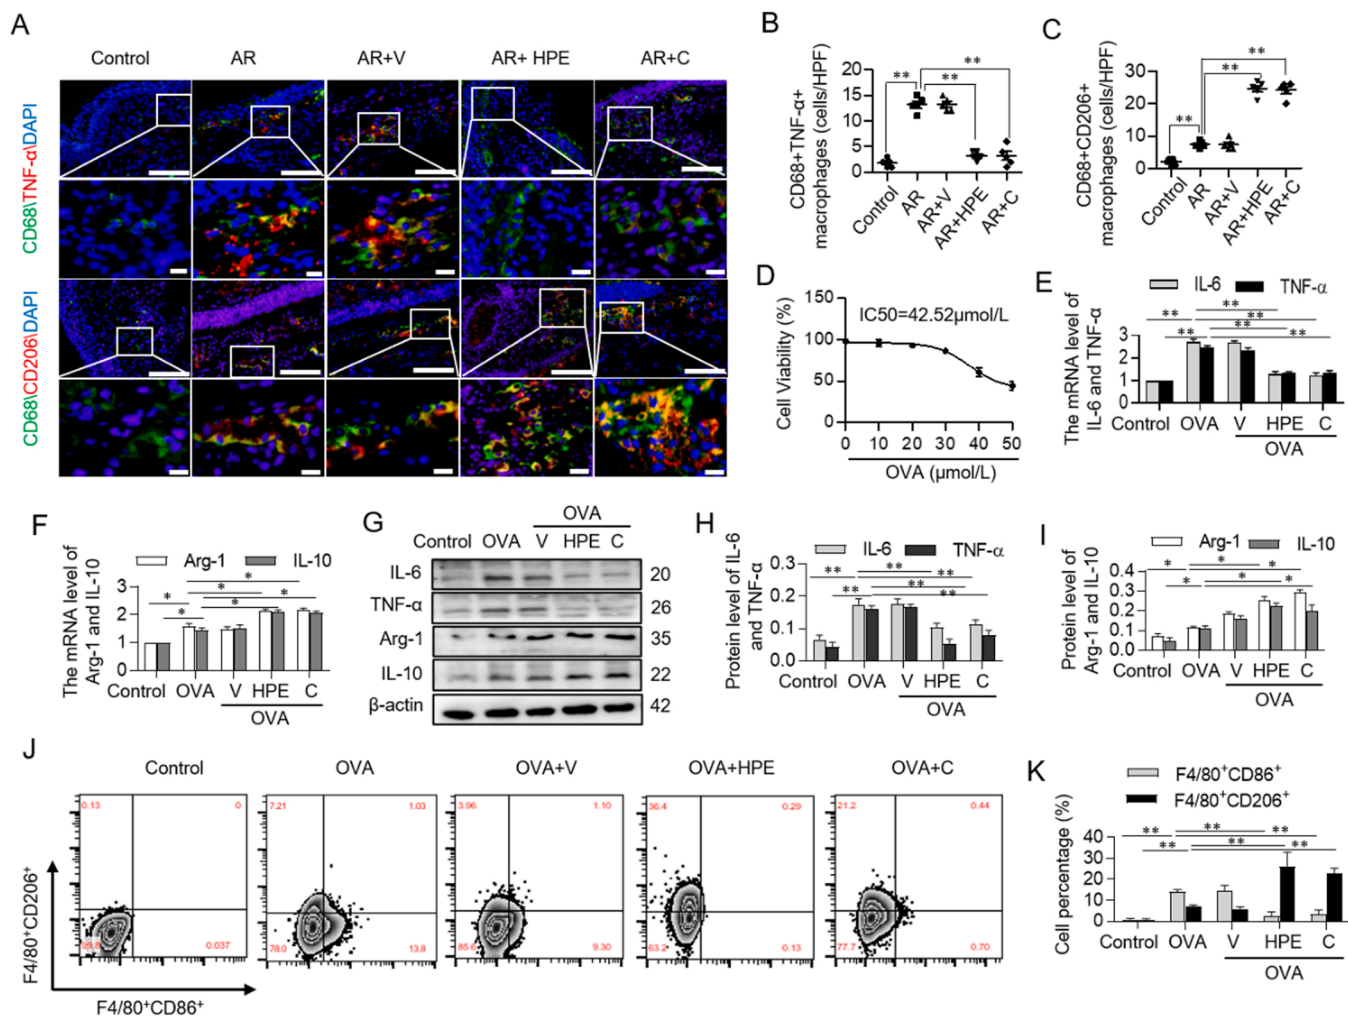 A
Control
AR
AR+V
AR+ HPE
AR+C
CD68\TNF-α\DAPI
CD68\CD206\DAPI
B
CD68+TNF-α+
macrophages (cells/HPF)
20
15
10
5
0
**
**
**
Control
AR
AR+V
AR+HPE
AR+C
C
CD68+CD206+
macrophages (cells/HPF)
30
20
10
0
**
**
**
Control
AR
AR+V
AR+HPE
AR+C
D
Cell Viability (%)
150
100
50
0
IC50=42.52μmol/L
0 10 20 30 40 50
OVA (μmol/L)
E
IL-6 TNF-α
The mRNA level of
IL-6 and TNF-α
3
2
1
0
** ** ** ** ** **
Control OVA V HPE C
OVA
F
Arg-1 IL-10
The mRNA level of
Arg-1 and IL-10
3
2
1
0
* * * * * *
Control OVA V HPE C
OVA
G
OVA
Control OVA V HPE C
IL-6 20
TNF-α 26
Arg-1 35
IL-10 22
β-actin 42
H
IL-6 TNF-α
Protein level of IL-6
and TNF-α
0.3
0.2
0.1
0.0
** ** ** ** ** **
Control OVA V HPE C
OVA
I
Arg-1 IL-10
Protein level of
Arg-1 and IL-10
0.4
0.3
0.2
0.1
0.0
* * * * * *
Control OVA V HPE C
OVA
J
Control
OVA
OVA+V
OVA+HPE
OVA+C
0.13 0
0.037
7.21 1.03
78.0 13.8
3.96 1.10
85.6 9.30
36.4 0.29
63.2 0.13
21.2 0.44
77.7 0.70
F4/80+CD206+
F4/80+CD86+
K
F4/80+CD86+
F4/80+CD206+
Cell percentage (%)
40
30
20
10
0
** ** ** ** ** **
Control OVA V HPE C
OVA